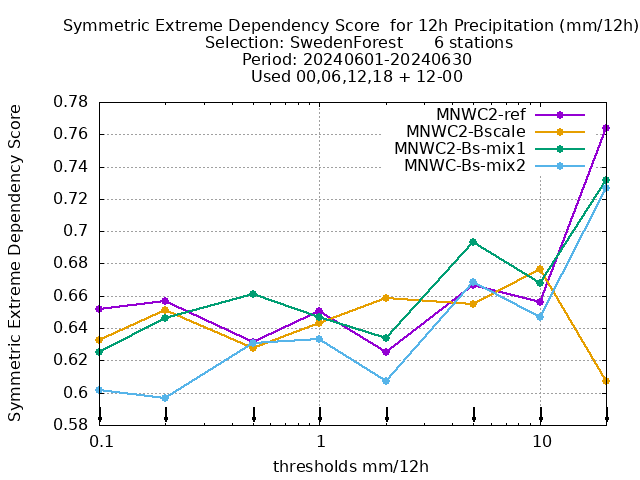 Symmetric Extreme Dependency Score  for 12h Precipitation (mm/12h)
Selection: SwedenForest      6 stations
Period: 20240601-20240630
Used 00,06,12,18 + 12-00
MNWC2-ref
MNWC2-Bscale
MNWC2-Bs-mix1
MNWC-Bs-mix2
Symmetric Extreme Dependency Score
0.78
0.76
0.74
0.72
0.7
0.68
0.66
0.64
0.62
0.6
0.58
0.1 1 10
thresholds mm/12h